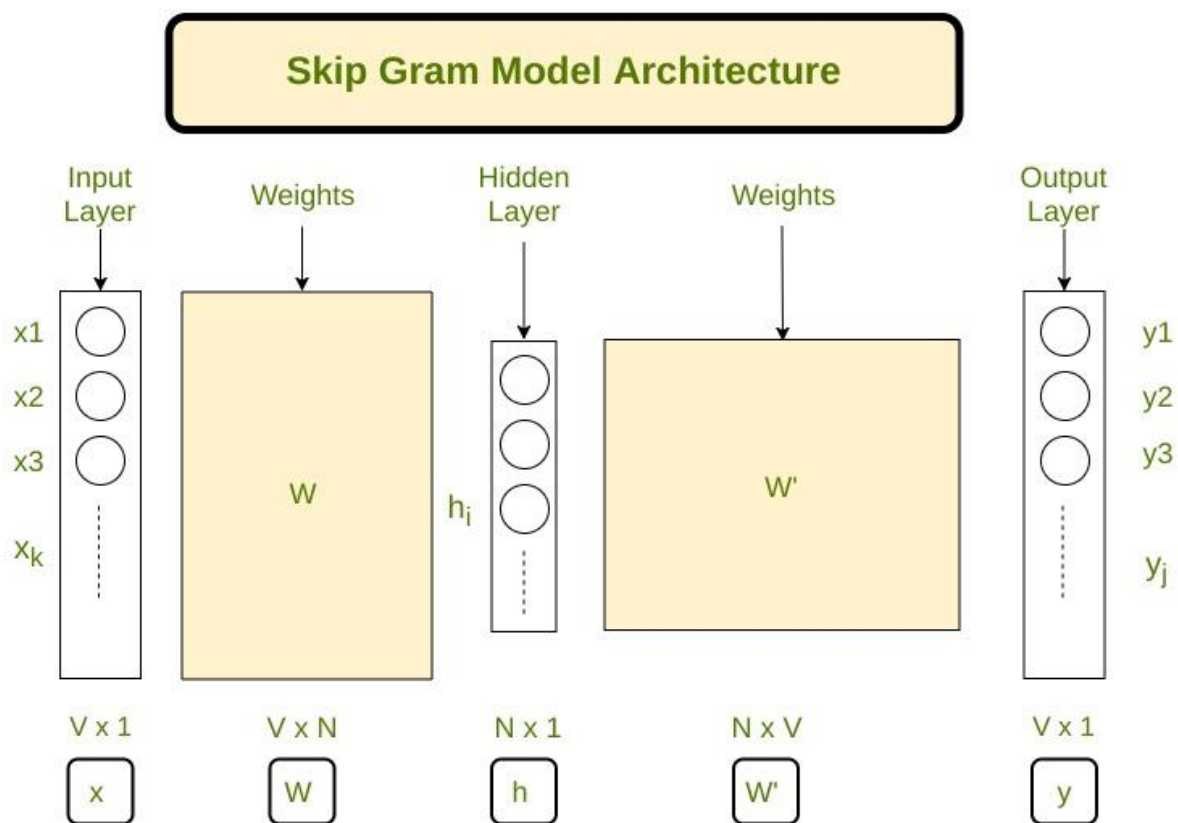 Skip Gram Model Architecture
Input
Layer
Weights
Hidden
Layer
Weights
Output
Layer
x1
x2
x3
xₖ
W
hᵢ
W'
y1
y2
y3
yⱼ
V x 1
V x N
N x 1
N x V
V x 1
x
W
h
W'
y